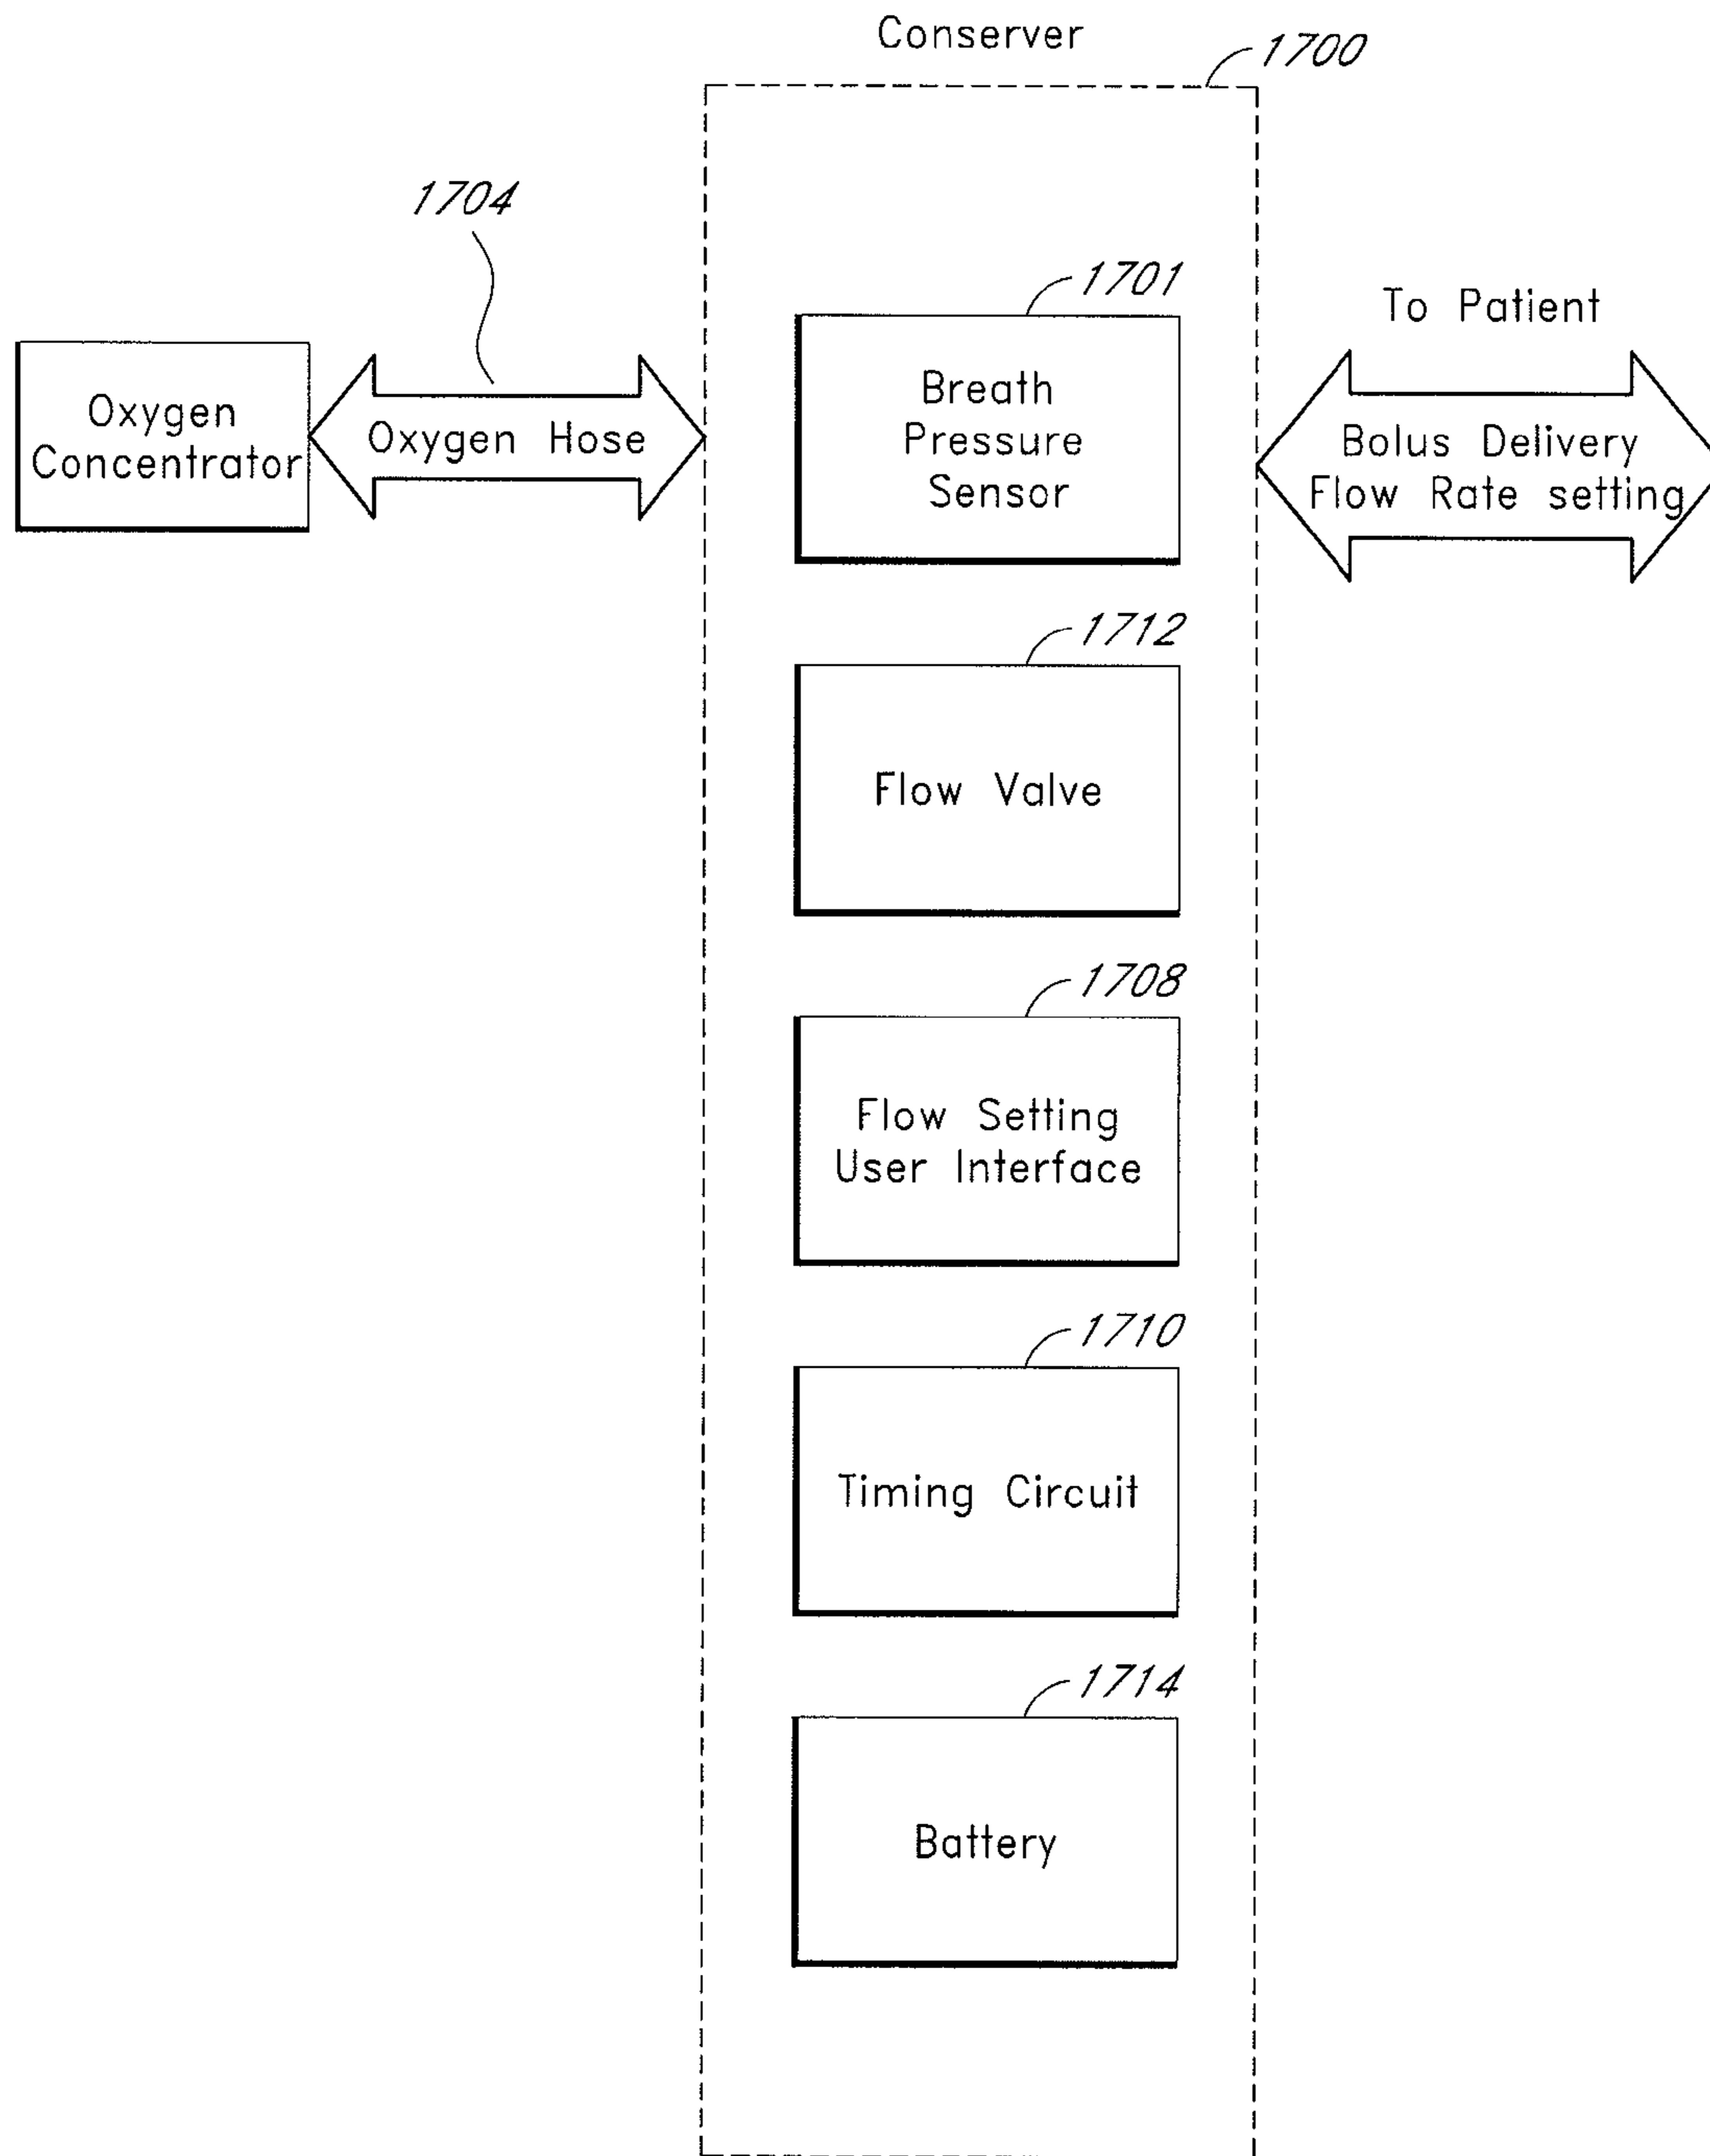 Conserver
1700
1704
1701
To Patient
Oxygen
Concentrator
Oxygen Hose
Breath
Pressure
Sensor
Bolus Delivery
Flow Rate setting
1712
Flow Valve
1708
Flow Setting
User Interface
1710
Timing Circuit
1714
Battery